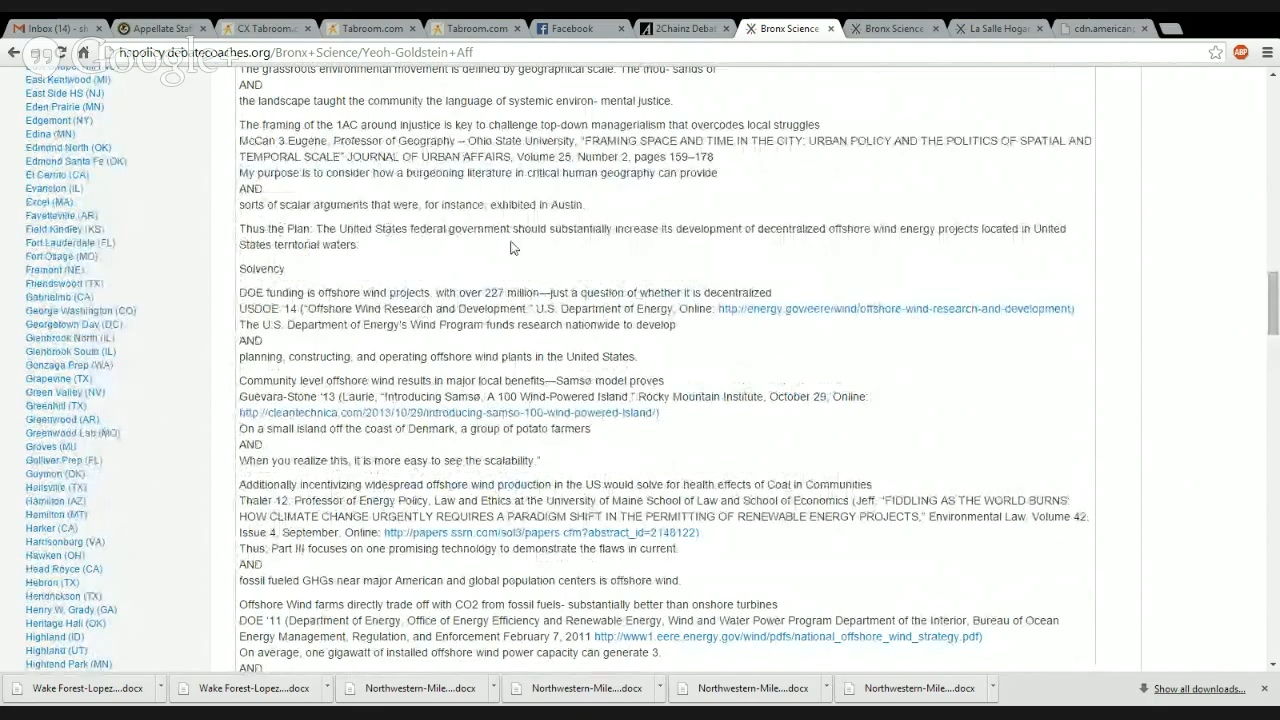 Inbox (14) - sh
Appellate Stat
CX Tabroom.co
Tabroom.com
Tabroom.com
Facebook
2Chainz Debat
Bronx Science
Bronx Science
La Salle Hogar
cdn.american
hspolicy.debatecoaches.org/Bronx+Science/Yeoh-Goldstein+Aff
Google+
East Kentwood (MI)
East Side HS (NJ)
Eden Prairie (MN)
Edgemont (NY)
Edina (MN)
Edmond North (OK)
Edmond Santa Fe (OK)
El Cerrito (CA)
Evanston (IL)
Excel (MA)
Fayetteville (AR)
Field Kindley (KS)
Fort Lauderdale (FL)
Fort Osage (MO)
Fremont (NE)
Friendswood (TX)
Gabrielino (CA)
George Washington (CO)
Georgetown Day (DC)
Glenbrook North (IL)
Glenbrook South (IL)
Gonzaga Prep (WA)
Grapevine (TX)
Green Valley (NV)
Greenhill (TX)
Greenwood (AR)
Greenwood Lab (MO)
Groves (MI)
Gulliver Prep (FL)
Guymon (OK)
Hallsville (TX)
Hamilton (AZ)
Hamilton (MT)
Harker (CA)
Harrisonburg (VA)
Hawken (OH)
Head Royce (CA)
Hebron (TX)
Hendrickson (TX)
Henry W. Grady (GA)
Heritage Hall (OK)
Highland (ID)
Highland (UT)
Highland Park (MN)
The grassroots environmental movement is defined by geographical scale. The thou- sands of
AND
the landscape taught the community the language of systemic environ- mental justice.
The framing of the 1AC around injustice is key to challenge top-down managerialism that overcodes local struggles
McCan 3 Eugene, Professor of Geography – Ohio State University, "FRAMING SPACE AND TIME IN THE CITY: URBAN POLICY AND THE POLITICS OF SPATIAL AND
TEMPORAL SCALE" JOURNAL OF URBAN AFFAIRS, Volume 25, Number 2, pages 159–178
My purpose is to consider how a burgeoning literature in critical human geography can provide
AND
sorts of scalar arguments that were, for instance, exhibited in Austin.
Thus the Plan: The United States federal government should substantially increase its development of decentralized offshore wind energy projects located in United
States territorial waters.
Solvency
DOE funding is offshore wind projects, with over 227 million—just a question of whether it is decentralized
USDOE '14 ("Offshore Wind Research and Development," U.S. Department of Energy, Online: http://energy.gov/eere/wind/offshore-wind-research-and-development)
The U.S. Department of Energy's Wind Program funds research nationwide to develop
AND
planning, constructing, and operating offshore wind plants in the United States.
Community level offshore wind results in major local benefits—Samsø model proves
Guevara-Stone '13 (Laurie, "Introducing Samsø, A 100 Wind-Powered Island," Rocky Mountain Institute, October 29, Online:
http://cleantechnica.com/2013/10/29/introducing-samso-100-wind-powered-island/)
On a small island off the coast of Denmark, a group of potato farmers
AND
When you realize this, it is more easy to see the scalability."
Additionally incentivizing widespread offshore wind production in the US would solve for health effects of Coal in Communities
Thaler 12, Professor of Energy Policy, Law and Ethics at the University of Maine School of Law and School of Economics (Jeff, "FIDDLING AS THE WORLD BURNS:
HOW CLIMATE CHANGE URGENTLY REQUIRES A PARADIGM SHIFT IN THE PERMITTING OF RENEWABLE ENERGY PROJECTS," Environmental Law, Volume 42,
Issue 4, September, Online: http://papers.ssrn.com/sol3/papers.cfm?abstract_id=2148122)
Thus, Part III focuses on one promising technology to demonstrate the flaws in current.
AND
fossil fueled GHGs near major American and global population centers is offshore wind.
Offshore Wind farms directly trade off with CO2 from fossil fuels- substantially better than onshore turbines
DOE '11 (Department of Energy, Office of Energy Efficiency and Renewable Energy, Wind and Water Power Program Department of the Interior, Bureau of Ocean
Energy Management, Regulation, and Enforcement February 7, 2011 http://www1.eere.energy.gov/wind/pdfs/national_offshore_wind_strategy.pdf)
On average, one gigawatt of installed offshore wind power capacity can generate 3.
AND
Wake Forest-Lopez....docx
Wake Forest-Lopez....docx
Northwestern-Mile....docx
Northwestern-Mile....docx
Northwestern-Mile....docx
Northwestern-Mile....docx
Show all downloads...